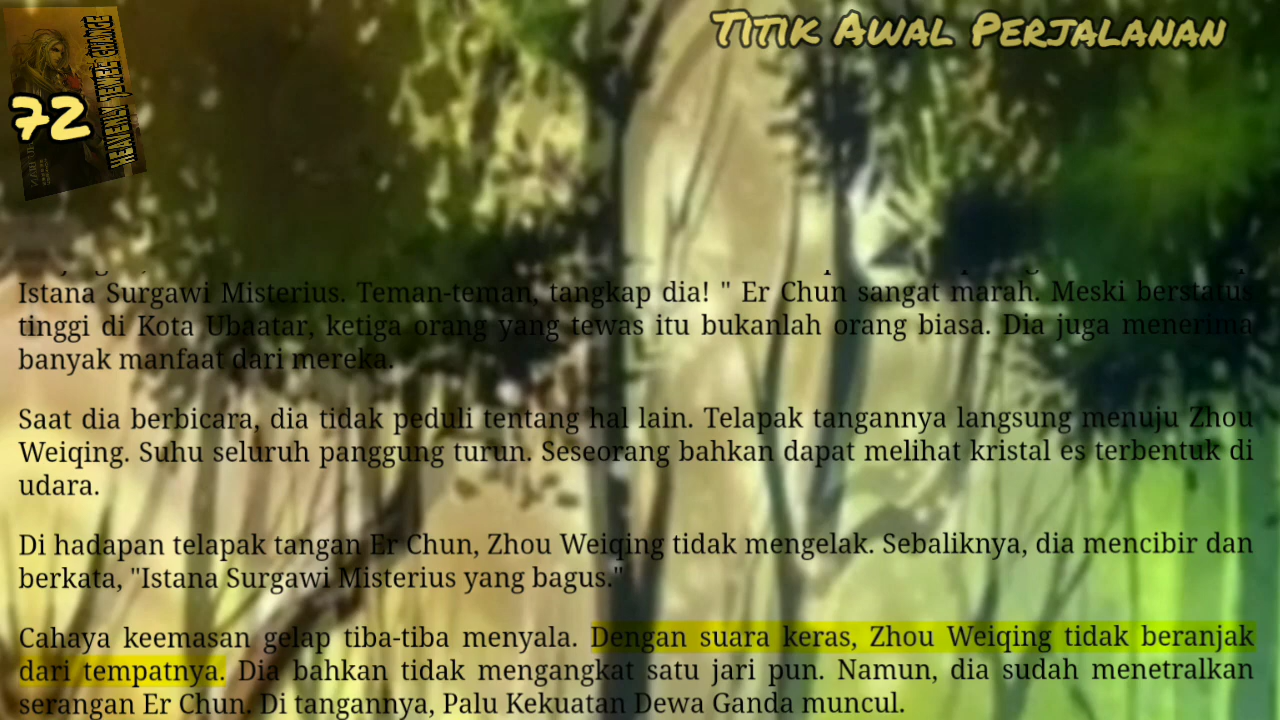 Titik Awal Perjalanan
72
HEAVENLY JEWEL CHANGE
Istana Surgawi Misterius. Teman-teman, tangkap dia! " Er Chun sangat marah. Meski berstatus
tinggi di Kota Ubaatar, ketiga orang yang tewas itu bukanlah orang biasa. Dia juga menerima
banyak manfaat dari mereka.
Saat dia berbicara, dia tidak peduli tentang hal lain. Telapak tangannya langsung menuju Zhou
Weiqing. Suhu seluruh panggung turun. Seseorang bahkan dapat melihat kristal es terbentuk di
udara.
Di hadapan telapak tangan Er Chun, Zhou Weiqing tidak mengelak. Sebaliknya, dia mencibir dan
berkata, "Istana Surgawi Misterius yang bagus."
Cahaya keemasan gelap tiba-tiba menyala. Dengan suara keras, Zhou Weiqing tidak beranjak
dari tempatnya. Dia bahkan tidak mengangkat satu jari pun. Namun, dia sudah menetralkan
serangan Er Chun. Di tangannya, Palu Kekuatan Dewa Ganda muncul.